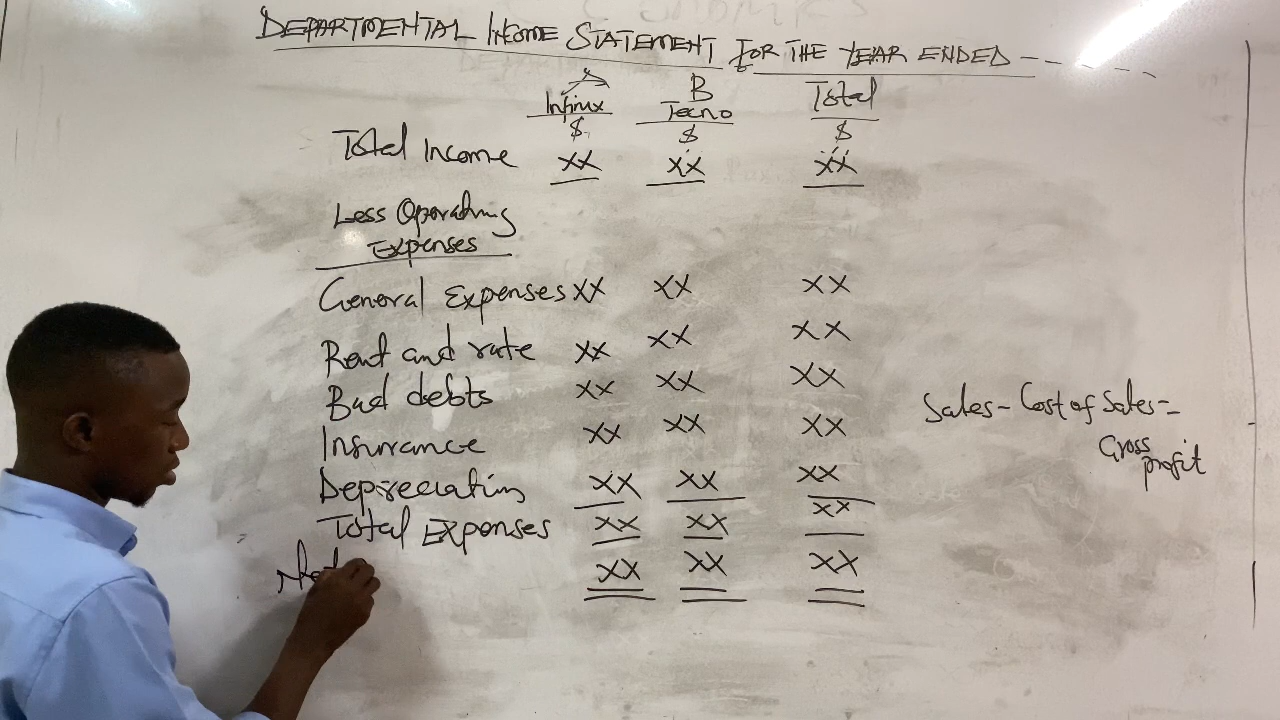 DEPARTMENTAL INCOME STATEMENT FOR THE YEAR ENDED-----
A B Total
Infinix Tecno
$ $ $
Total Income XX XX XX
Less Operating
Expenses
General Expenses XX XX XX
Rent and rate XX XX XX
Bad debts XX XX XX
Insurance XX XX XX
Depreciation XX XX XX
Total Expenses XX XX XX
Net XX XX XX
Sales - Cost of Sales =
Gross
profit